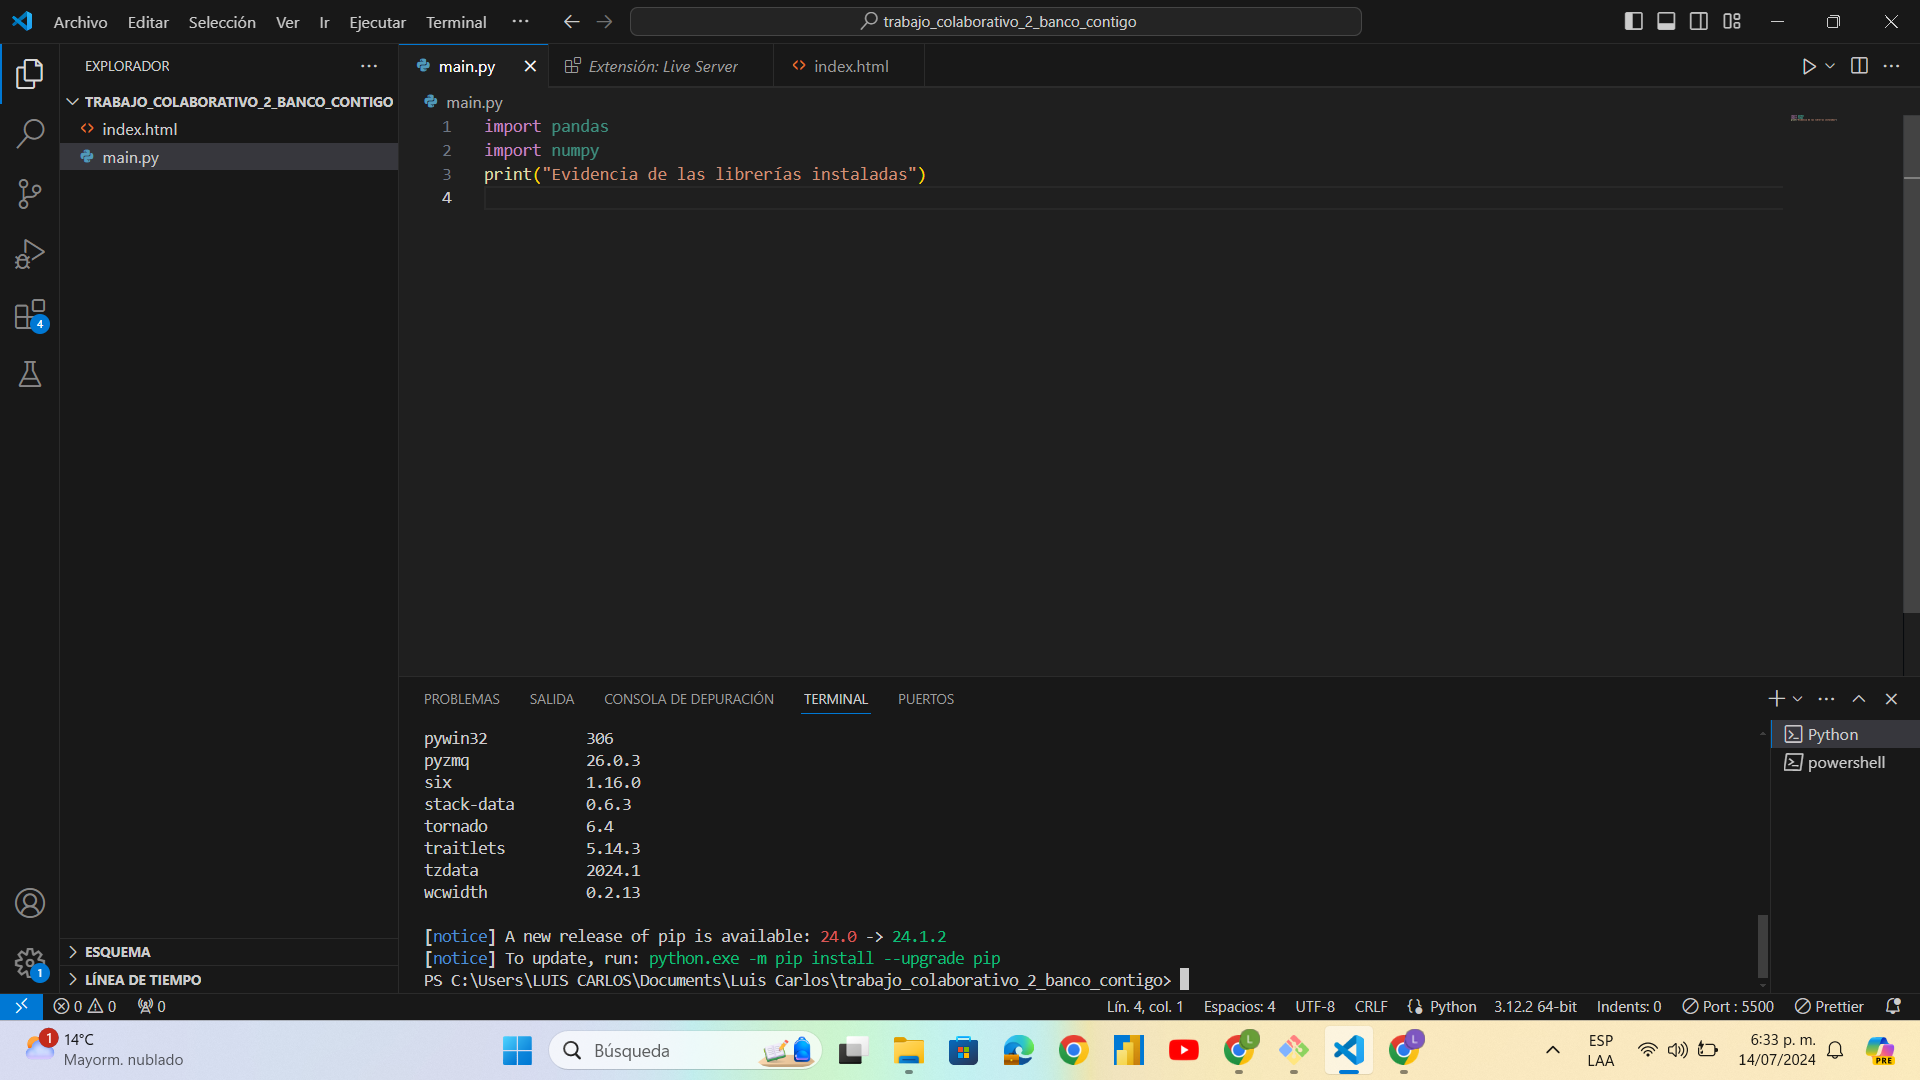 Archivo Editar Selección Ver Ir Ejecutar Terminal ··· trabajo_colaborativo_2_banco_contigo
EXPLORADOR
TRABAJO_COLABORATIVO_2_BANCO_CONTIGO
index.html
main.py
4
ESQUEMA
LÍNEA DE TIEMPO
1
main.py Extensión: Live Server index.html
main.py
1 import pandas
2 import numpy
3 print("Evidencia de las librerías instaladas")
4
PROBLEMAS SALIDA CONSOLA DE DEPURACIÓN TERMINAL PUERTOS
pywin32 306
pyzmq 26.0.3
six 1.16.0
stack-data 0.6.3
tornado 6.4
traitlets 5.14.3
tzdata 2024.1
wcwidth 0.2.13
[notice] A new release of pip is available: 24.0 -> 24.1.2
[notice] To update, run: python.exe -m pip install --upgrade pip
PS C:\Users\LUIS CARLOS\Documents\Luis Carlos\trabajo_colaborativo_2_banco_contigo>
Python
powershell
0 0 0 Lín. 4, col. 1 Espacios: 4 UTF-8 CRLF Python 3.12.2 64-bit Indents: 0 Port : 5500 Prettier
1 14°C
Mayorm. nublado
Búsqueda
L
L
ESP
LAA
6:33 p. m.
14/07/2024
PRE